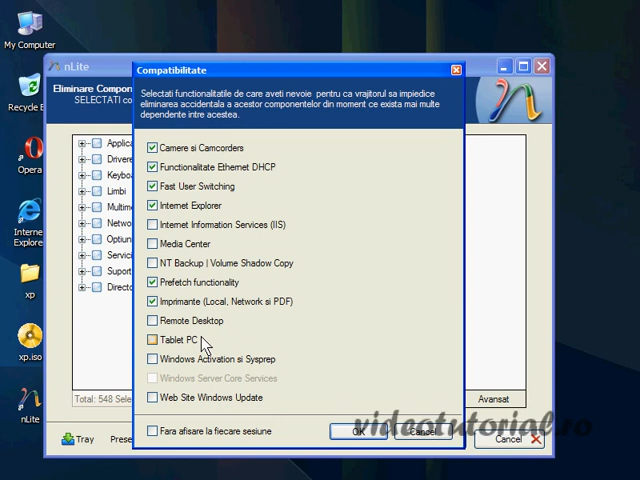 My Computer
Recycle B
Opera
Internet
Explorer
xp
xp.iso
nLite
nLite
Eliminare Compon
SELECTATI co
Applica
Drivere
Keybo
Limbi
Multime
Netwo
Optiun
Servici
Suport
Directo
Total: 548 Selec
Avansat
Tray
Prese
Cancel
Compatibilitate
Selectati functionalitatile de care aveti nevoie pentru ca vrajitorul sa impiedice
eliminarea accidentala a acestor componentelor din moment ce exista mai multe
dependente intre acestea.
Camere si Camcorders
Functionalitate Ethernet DHCP
Fast User Switching
Internet Explorer
Internet Information Services (IIS)
Media Center
NT Backup | Volume Shadow Copy
Prefetch functionality
Imprimante (Local, Network si PDF)
Remote Desktop
Tablet PC
Windows Activation si Sysprep
Windows Server Core Services
Web Site Windows Update
Fara afisare la fiecare sesiune
OK
Cancel
videotutorial.ro